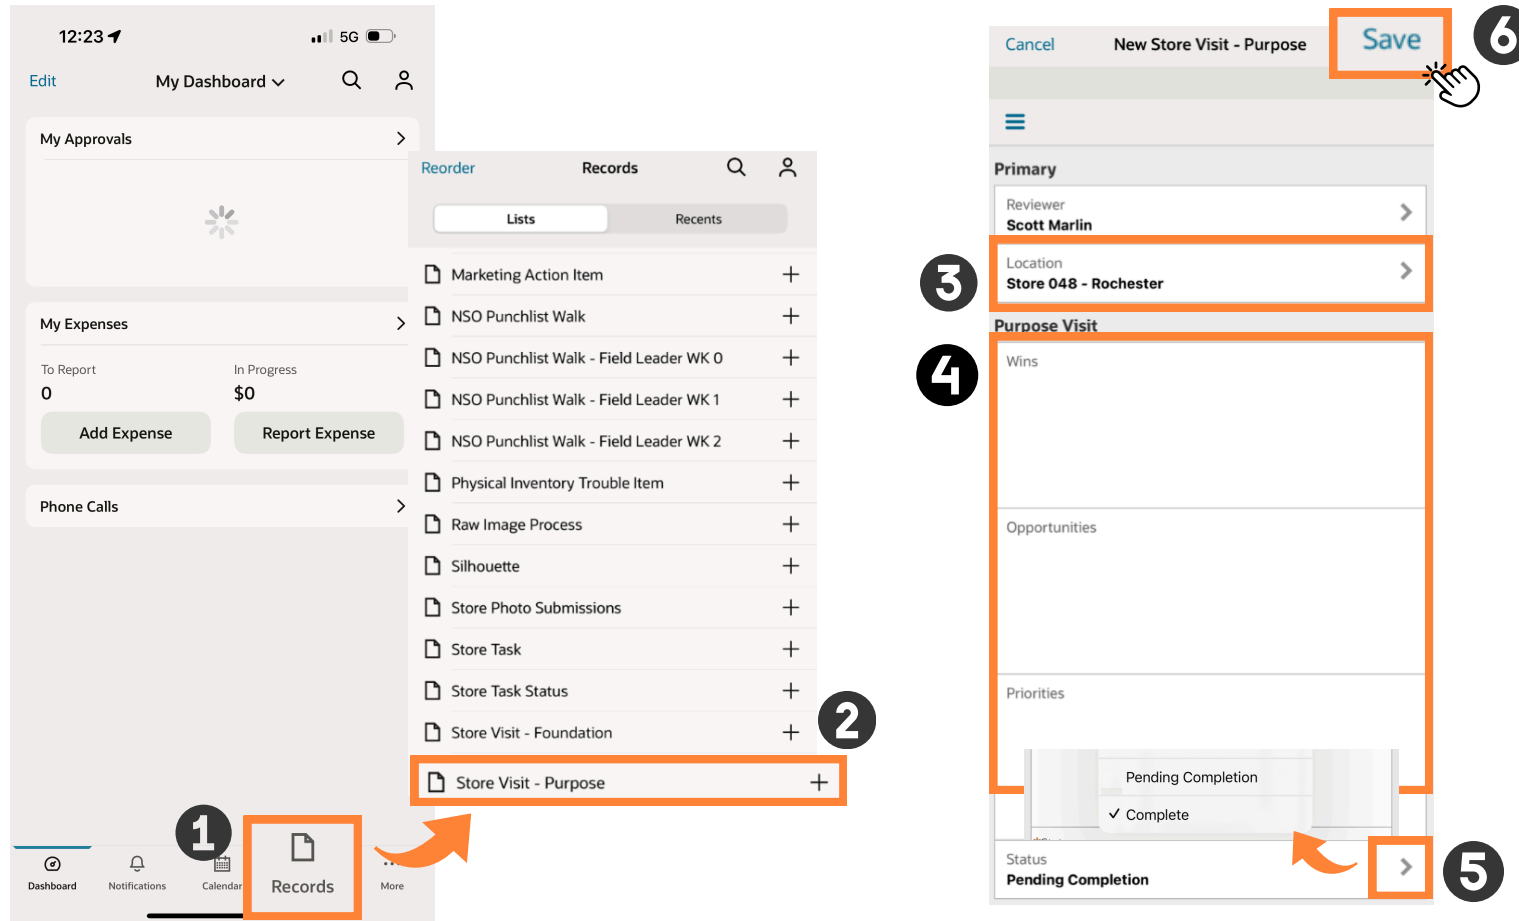 12:23
5G
Edit
My Dashboard
My Approvals
My Expenses
To Report
In Progress
0
$0
Add Expense
Report Expense
Phone Calls
1
Dashboard
Notifications
Calendar
Records
More
Reorder
Records
Lists
Recents
Marketing Action Item
NSO Punchlist Walk
NSO Punchlist Walk - Field Leader WK 0
NSO Punchlist Walk - Field Leader WK 1
NSO Punchlist Walk - Field Leader WK 2
Physical Inventory Trouble Item
Raw Image Process
Silhouette
Store Photo Submissions
Store Task
Store Task Status
Store Visit - Foundation
2
Store Visit - Purpose
Cancel
New Store Visit - Purpose
Save
6
Primary
Reviewer
Scott Marlin
3
Location
Store 048 - Rochester
Purpose Visit
4
Wins
Opportunities
Priorities
Pending Completion
✓ Complete
Status
Pending Completion
5